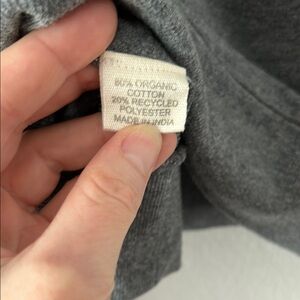 80% ORGANIC
COTTON
20% RECYCLED
POLYESTER
MADE IN INDIA